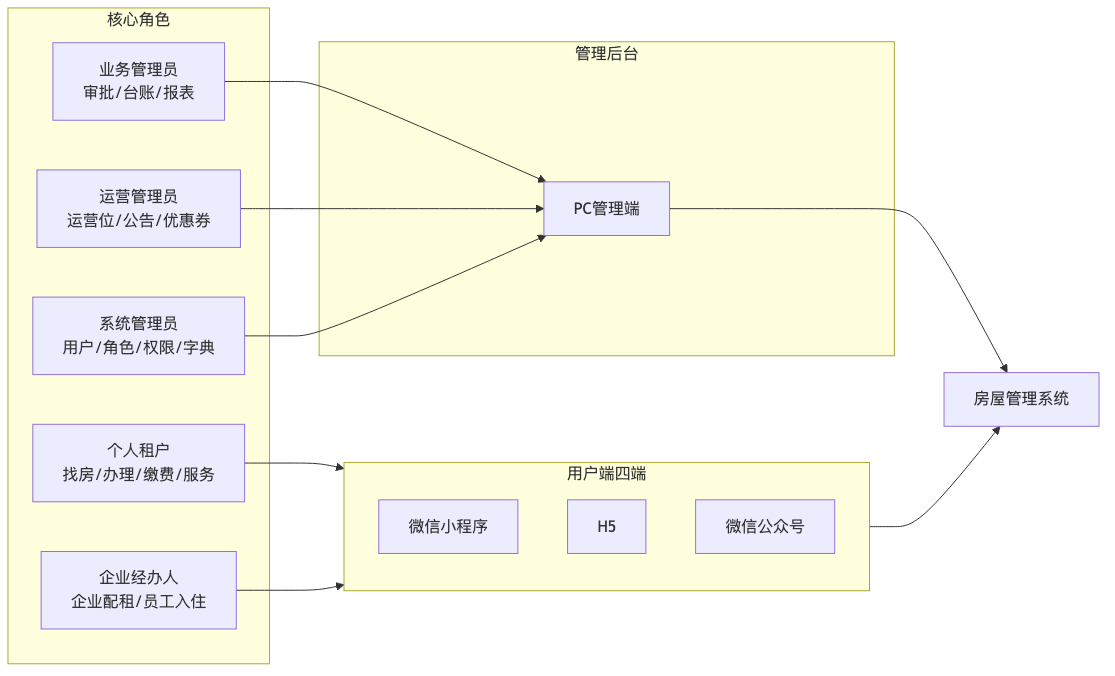 核心角色
业务管理员
审批/台账/报表
运营管理员
运营位/公告/优惠券
系统管理员
用户/角色/权限/字典
个人租户
找房/办理/缴费/服务
企业经办人
企业配租/员工入住
管理后台
PC管理端
用户端四端
微信小程序
H5
微信公众号
房屋管理系统